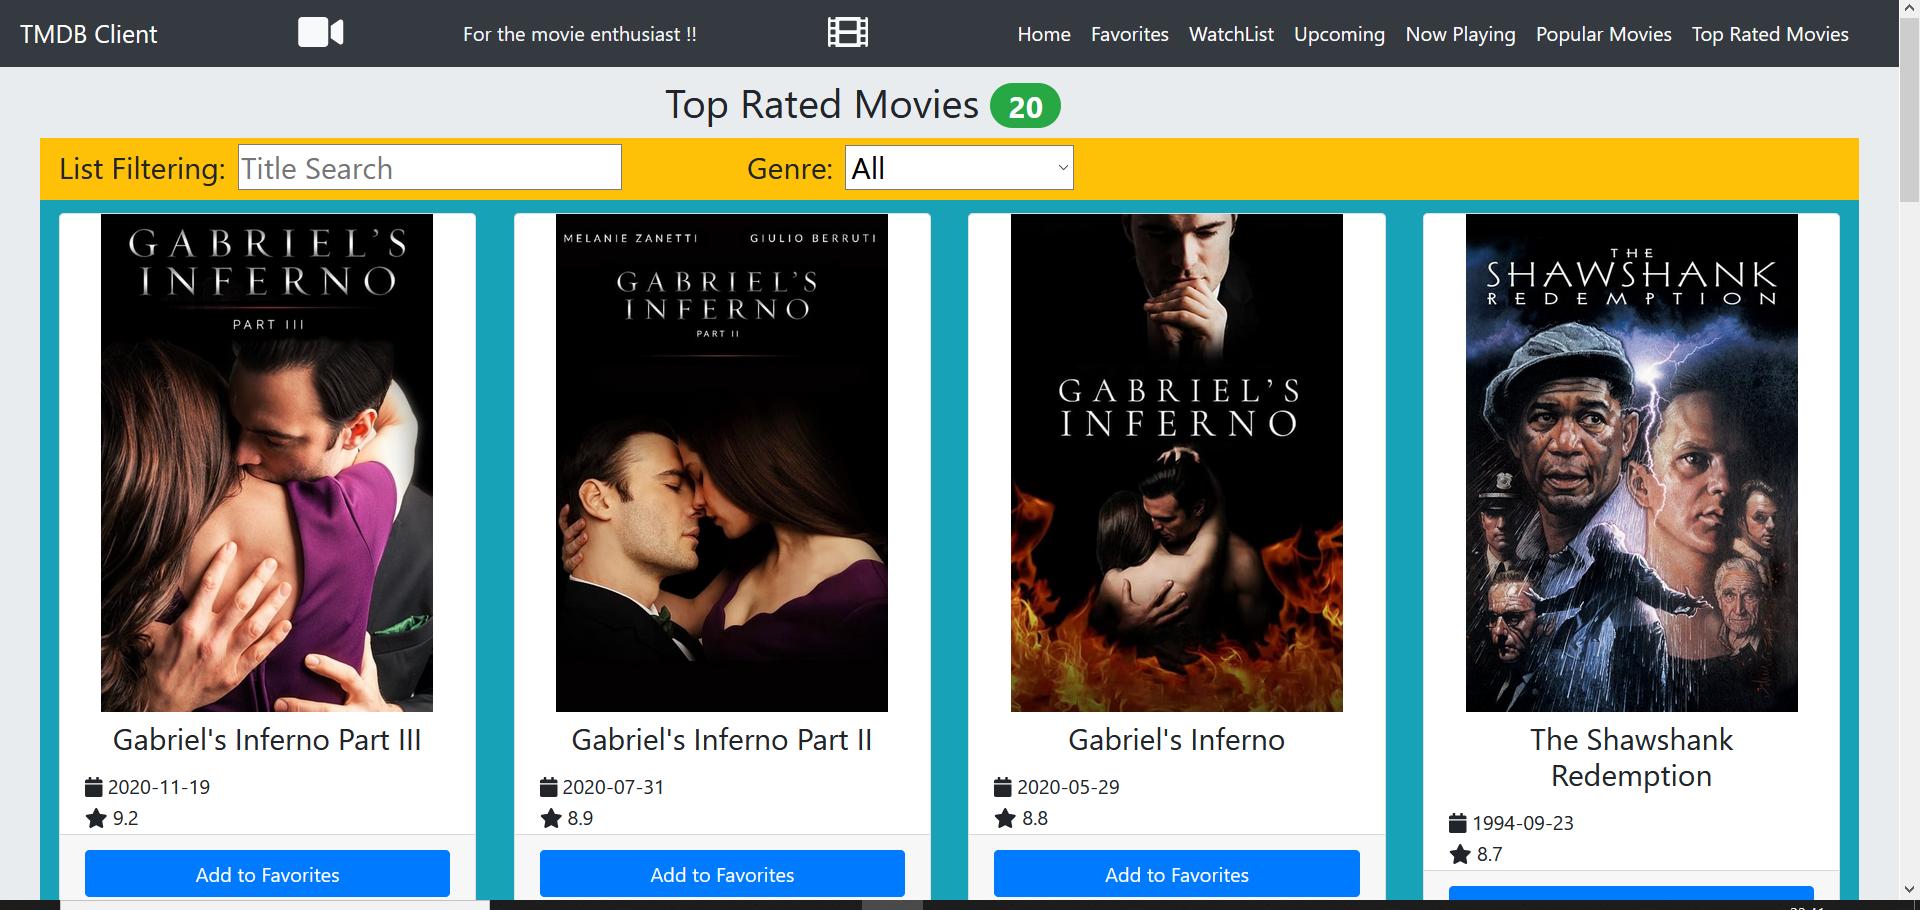 TMDB Client
For the movie enthusiast !!
Home Favorites WatchList Upcoming Now Playing Popular Movies Top Rated Movies
Top Rated Movies 20
List Filtering: Title Search Genre: All
GABRIEL'S
INFERNO
PART III
MELANIE ZANETTI GIULIO BERRUTI
GABRIEL'S
INFERNO
PART II
GABRIEL'S
INFERNO
THE
SHAWSHANK
REDEMPTION
Gabriel's Inferno Part III
2020-11-19
9.2
Add to Favorites
Gabriel's Inferno Part II
2020-07-31
8.9
Add to Favorites
Gabriel's Inferno
2020-05-29
8.8
Add to Favorites
The Shawshank
Redemption
1994-09-23
8.7